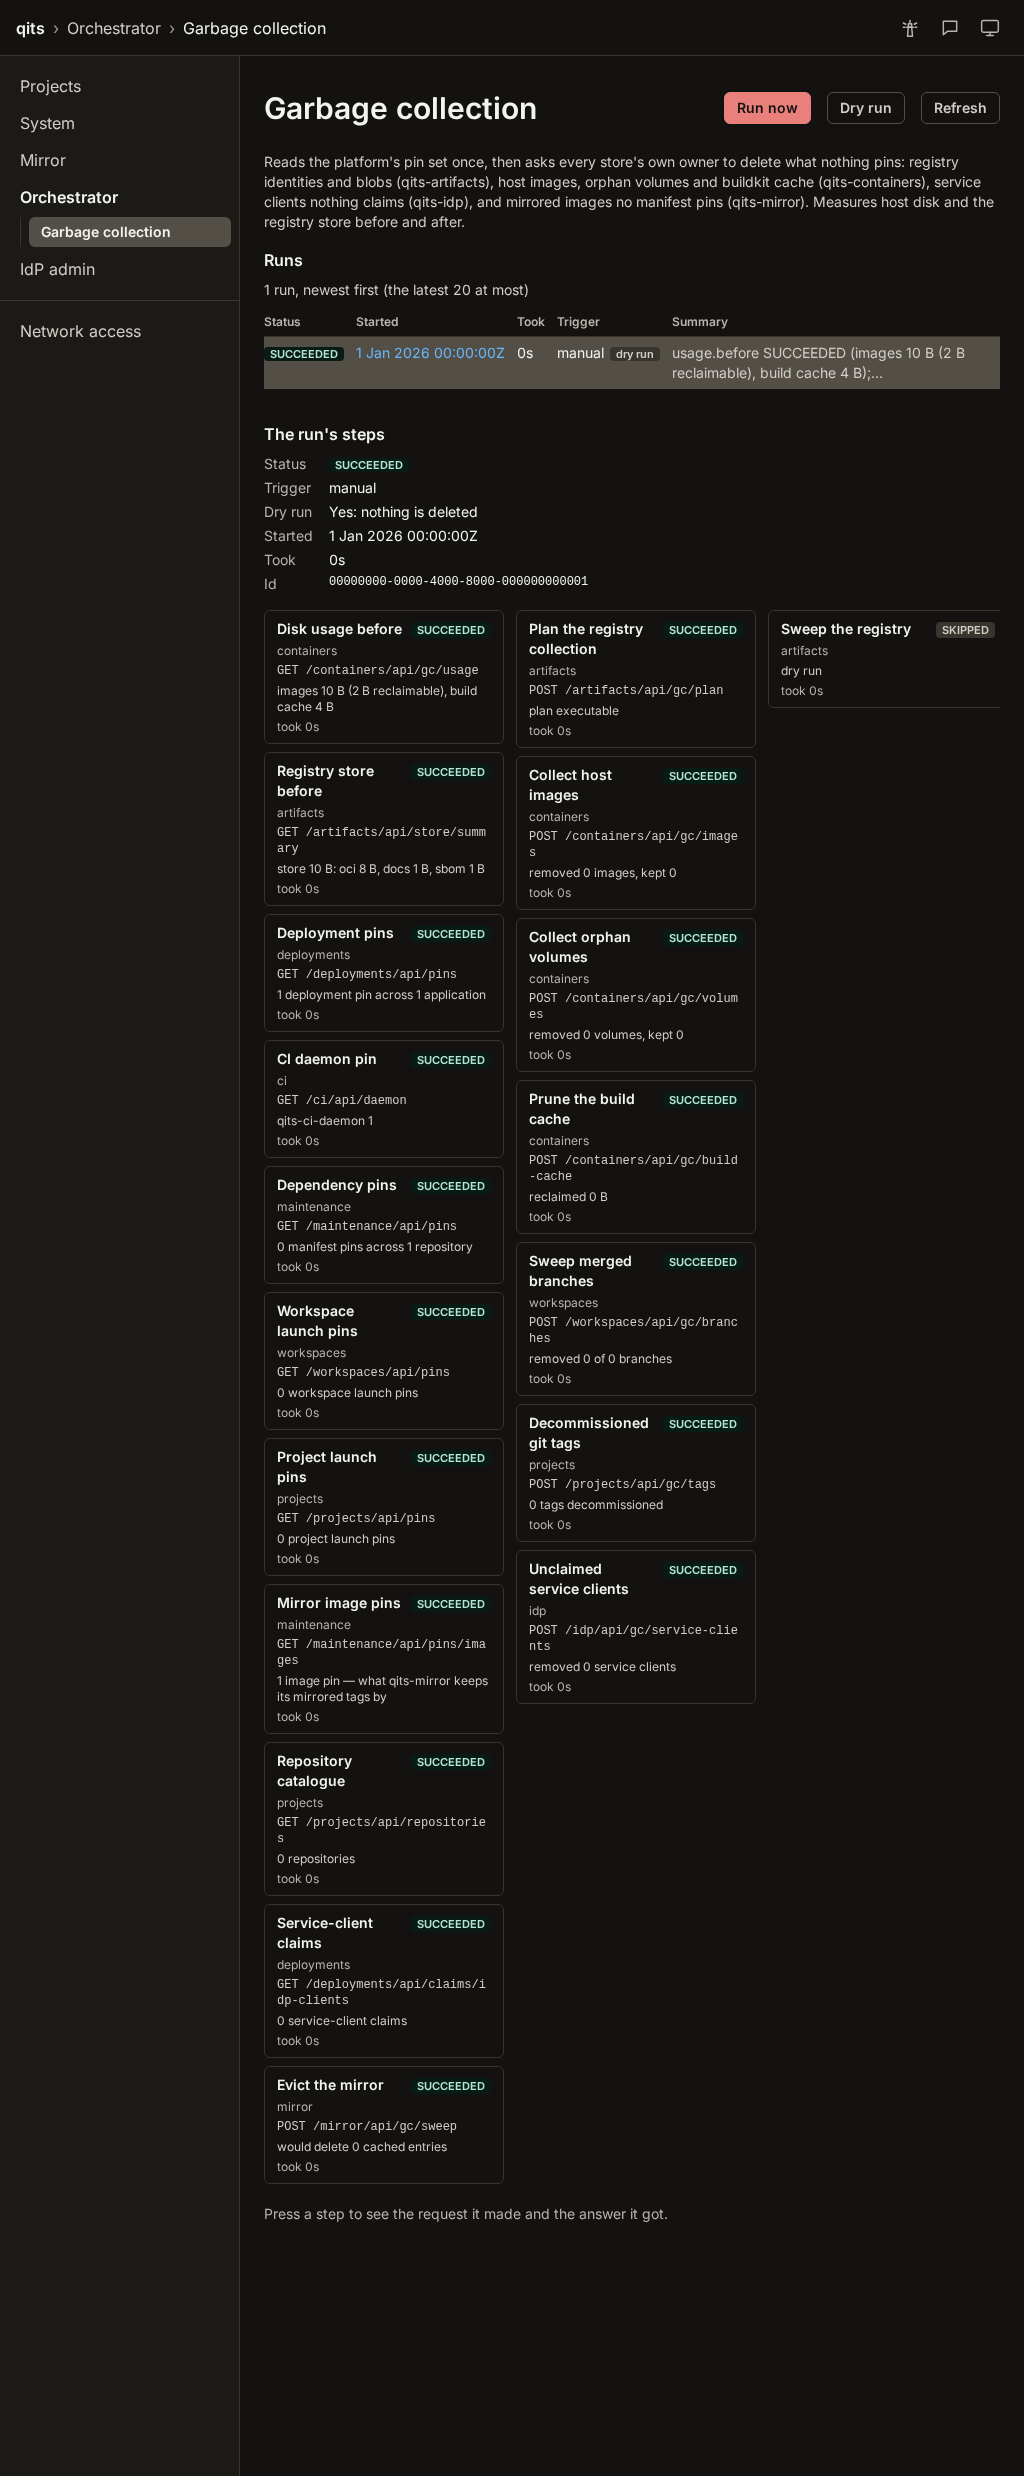 qits › Orchestrator › Garbage collection
Projects
System
Mirror
Orchestrator
Garbage collection
IdP admin
Network access
Garbage collection
Run now
Dry run
Refresh
Reads the platform's pin set once, then asks every store's own owner to delete what nothing pins: registry
identities and blobs (qits-artifacts), host images, orphan volumes and buildkit cache (qits-containers), service
clients nothing claims (qits-idp), and mirrored images no manifest pins (qits-mirror). Measures host disk and the
registry store before and after.
Runs
1 run, newest first (the latest 20 at most)
Status Started Took Trigger Summary
SUCCEEDED 1 Jan 2026 00:00:00Z 0s manual dry run usage.before SUCCEEDED (images 10 B (2 B
reclaimable), build cache 4 B);...
The run's steps
Status SUCCEEDED
Trigger manual
Dry run Yes: nothing is deleted
Started 1 Jan 2026 00:00:00Z
Took 0s
Id 00000000-0000-4000-8000-000000000001
Disk usage before SUCCEEDED
containers
GET /containers/api/gc/usage
images 10 B (2 B reclaimable), build
cache 4 B
took 0s
Registry store SUCCEEDED
before
artifacts
GET /artifacts/api/store/summ
ary
store 10 B: oci 8 B, docs 1 B, sbom 1 B
took 0s
Deployment pins SUCCEEDED
deployments
GET /deployments/api/pins
1 deployment pin across 1 application
took 0s
CI daemon pin SUCCEEDED
ci
GET /ci/api/daemon
qits-ci-daemon 1
took 0s
Dependency pins SUCCEEDED
maintenance
GET /maintenance/api/pins
0 manifest pins across 1 repository
took 0s
Workspace SUCCEEDED
launch pins
workspaces
GET /workspaces/api/pins
0 workspace launch pins
took 0s
Project launch SUCCEEDED
pins
projects
GET /projects/api/pins
0 project launch pins
took 0s
Mirror image pins SUCCEEDED
maintenance
GET /maintenance/api/pins/ima
ges
1 image pin — what qits-mirror keeps
its mirrored tags by
took 0s
Repository SUCCEEDED
catalogue
projects
GET /projects/api/repositorie
s
0 repositories
took 0s
Service-client SUCCEEDED
claims
deployments
GET /deployments/api/claims/i
dp-clients
0 service-client claims
took 0s
Evict the mirror SUCCEEDED
mirror
POST /mirror/api/gc/sweep
would delete 0 cached entries
took 0s
Plan the registry SUCCEEDED
collection
artifacts
POST /artifacts/api/gc/plan
plan executable
took 0s
Collect host SUCCEEDED
images
containers
POST /containers/api/gc/image
s
removed 0 images, kept 0
took 0s
Collect orphan SUCCEEDED
volumes
containers
POST /containers/api/gc/volum
es
removed 0 volumes, kept 0
took 0s
Prune the build SUCCEEDED
cache
containers
POST /containers/api/gc/build
-cache
reclaimed 0 B
took 0s
Sweep merged SUCCEEDED
branches
workspaces
POST /workspaces/api/gc/branc
hes
removed 0 of 0 branches
took 0s
Decommissioned SUCCEEDED
git tags
projects
POST /projects/api/gc/tags
0 tags decommissioned
took 0s
Unclaimed SUCCEEDED
service clients
idp
POST /idp/api/gc/service-clie
nts
removed 0 service clients
took 0s
Sweep the registry SKIPPED
artifacts
dry run
took 0s
Press a step to see the request it made and the answer it got.